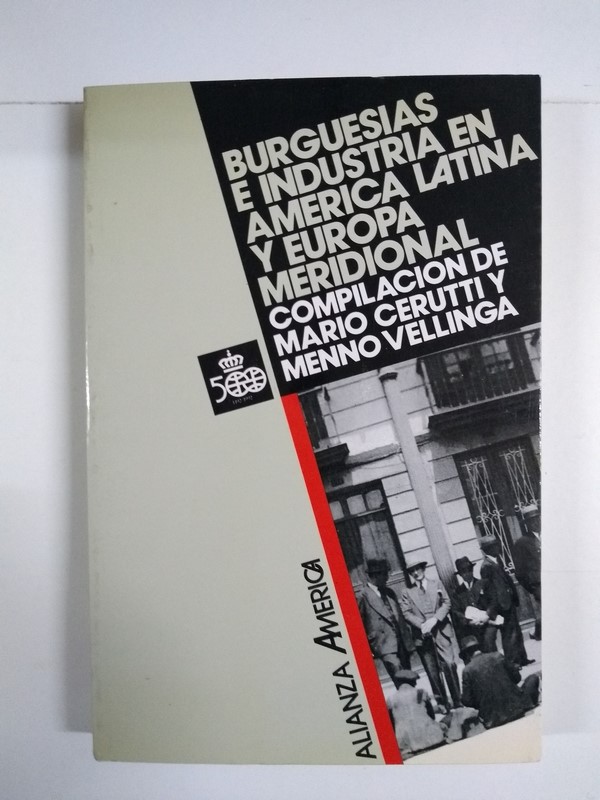 BURGUESIAS
E INDUSTRIA EN
AMERICA LATINA
Y EUROPA
MERIDIONAL
COMPILACION DE
MARIO CERUTTI Y
MENNO VELLINGA
500
ALIANZA AMERICA